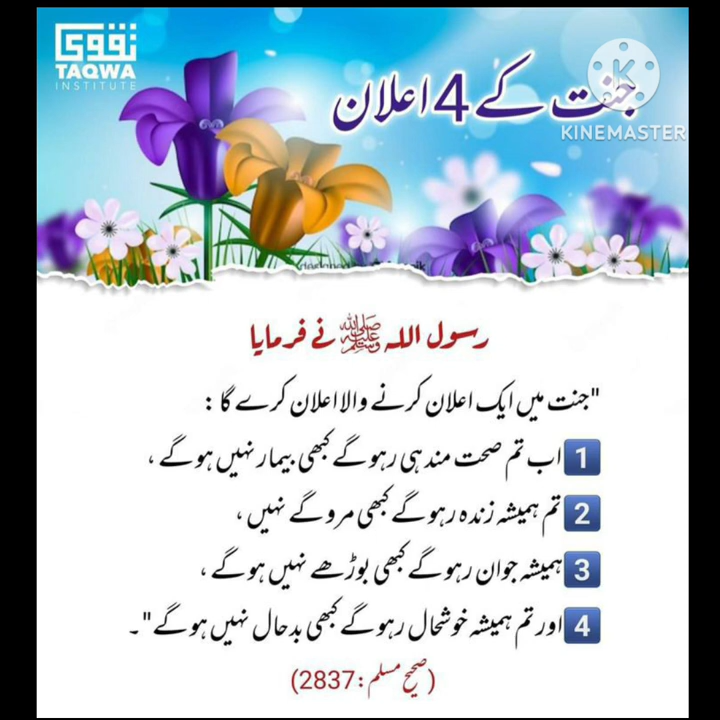 تقویٰ
TAQWA
INSTITUTE
جنت کے 4 اعلان
KINEMASTER
رسول اللہ ﷺ نے فرمایا
"جنت میں ایک اعلان کرنے والا اعلان کرے گا :
1 اب تم صحت مند ہی رہو گے کبھی بیمار نہیں ہو گے ،
2 تم ہمیشہ زندہ رہو گے کبھی مرو گے نہیں ،
3 ہمیشہ جوان رہو گے کبھی بوڑھے نہیں ہو گے ،
4 اور تم ہمیشہ خوشحال رہو گے کبھی بدحال نہیں ہو گے"۔
(صحیح مسلم : 2837)